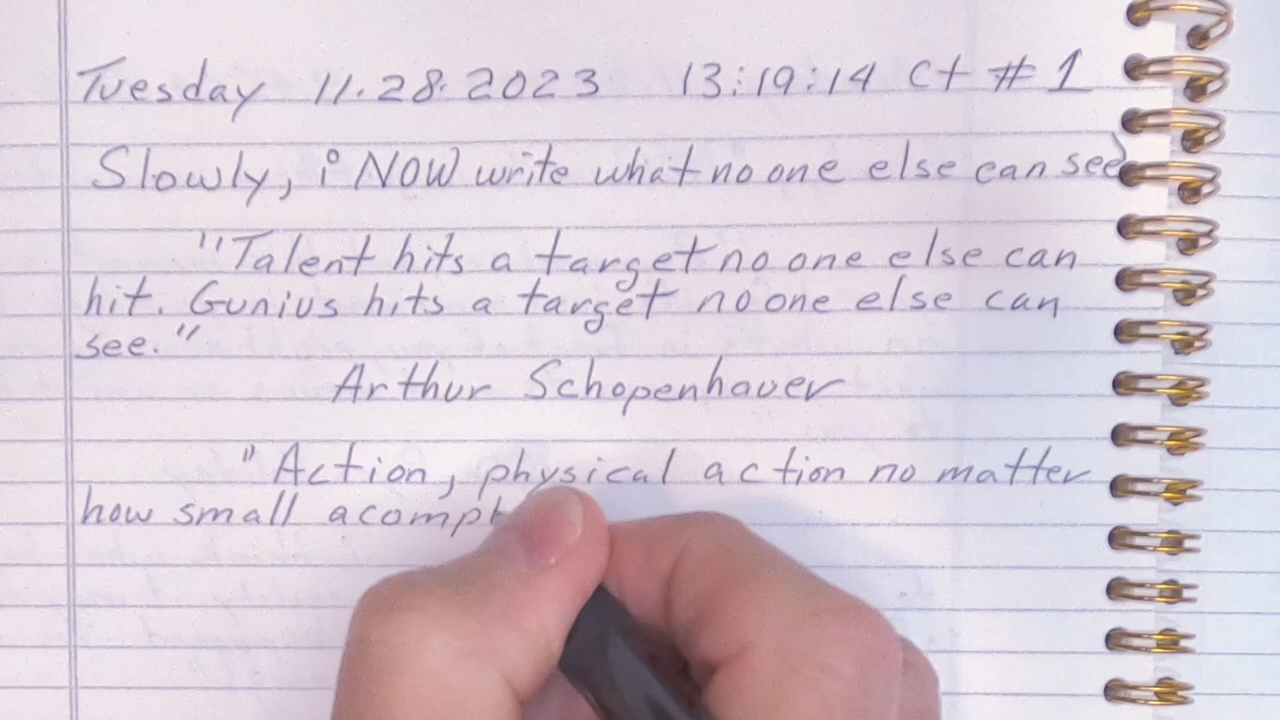 Tuesday 11.28.2023 13:19:14 Ct # 1
Slowly, i NOW write what no one else can see
"Talent hits a target no one else can
hit. Gunius hits a target no one else can
see."
Arthur Schopenhauer
"Action, physical action no matter
how small